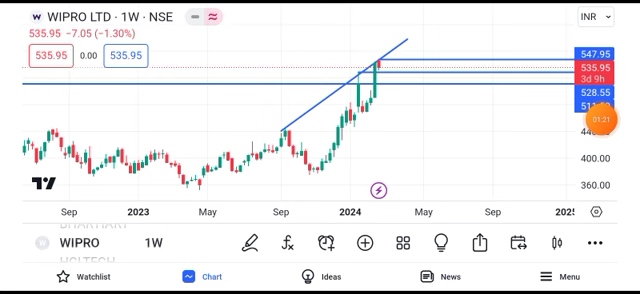 WIPRO LTD · 1W · NSE
INR
535.95 −7.05 (−1.30%)
535.95 0.00 535.95
547.95
535.95
3d 9h
528.55
01:21
400.00
360.00
Sep 2023 May Sep 2024 May Sep 2025
WIPRO 1W
Watchlist Chart Ideas News Menu